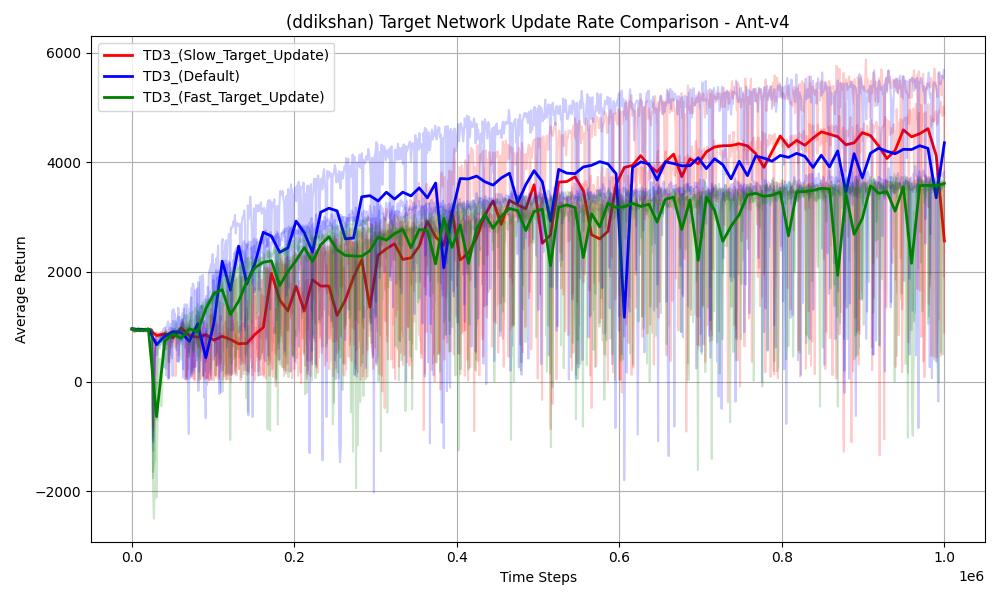 (ddikshan) Target Network Update Rate Comparison - Ant-v4
TD3_(Slow_Target_Update)
TD3_(Default)
TD3_(Fast_Target_Update)
Average Return
6000
4000
2000
0
−2000
0.0 0.2 0.4 0.6 0.8 1.0
1e6
Time Steps